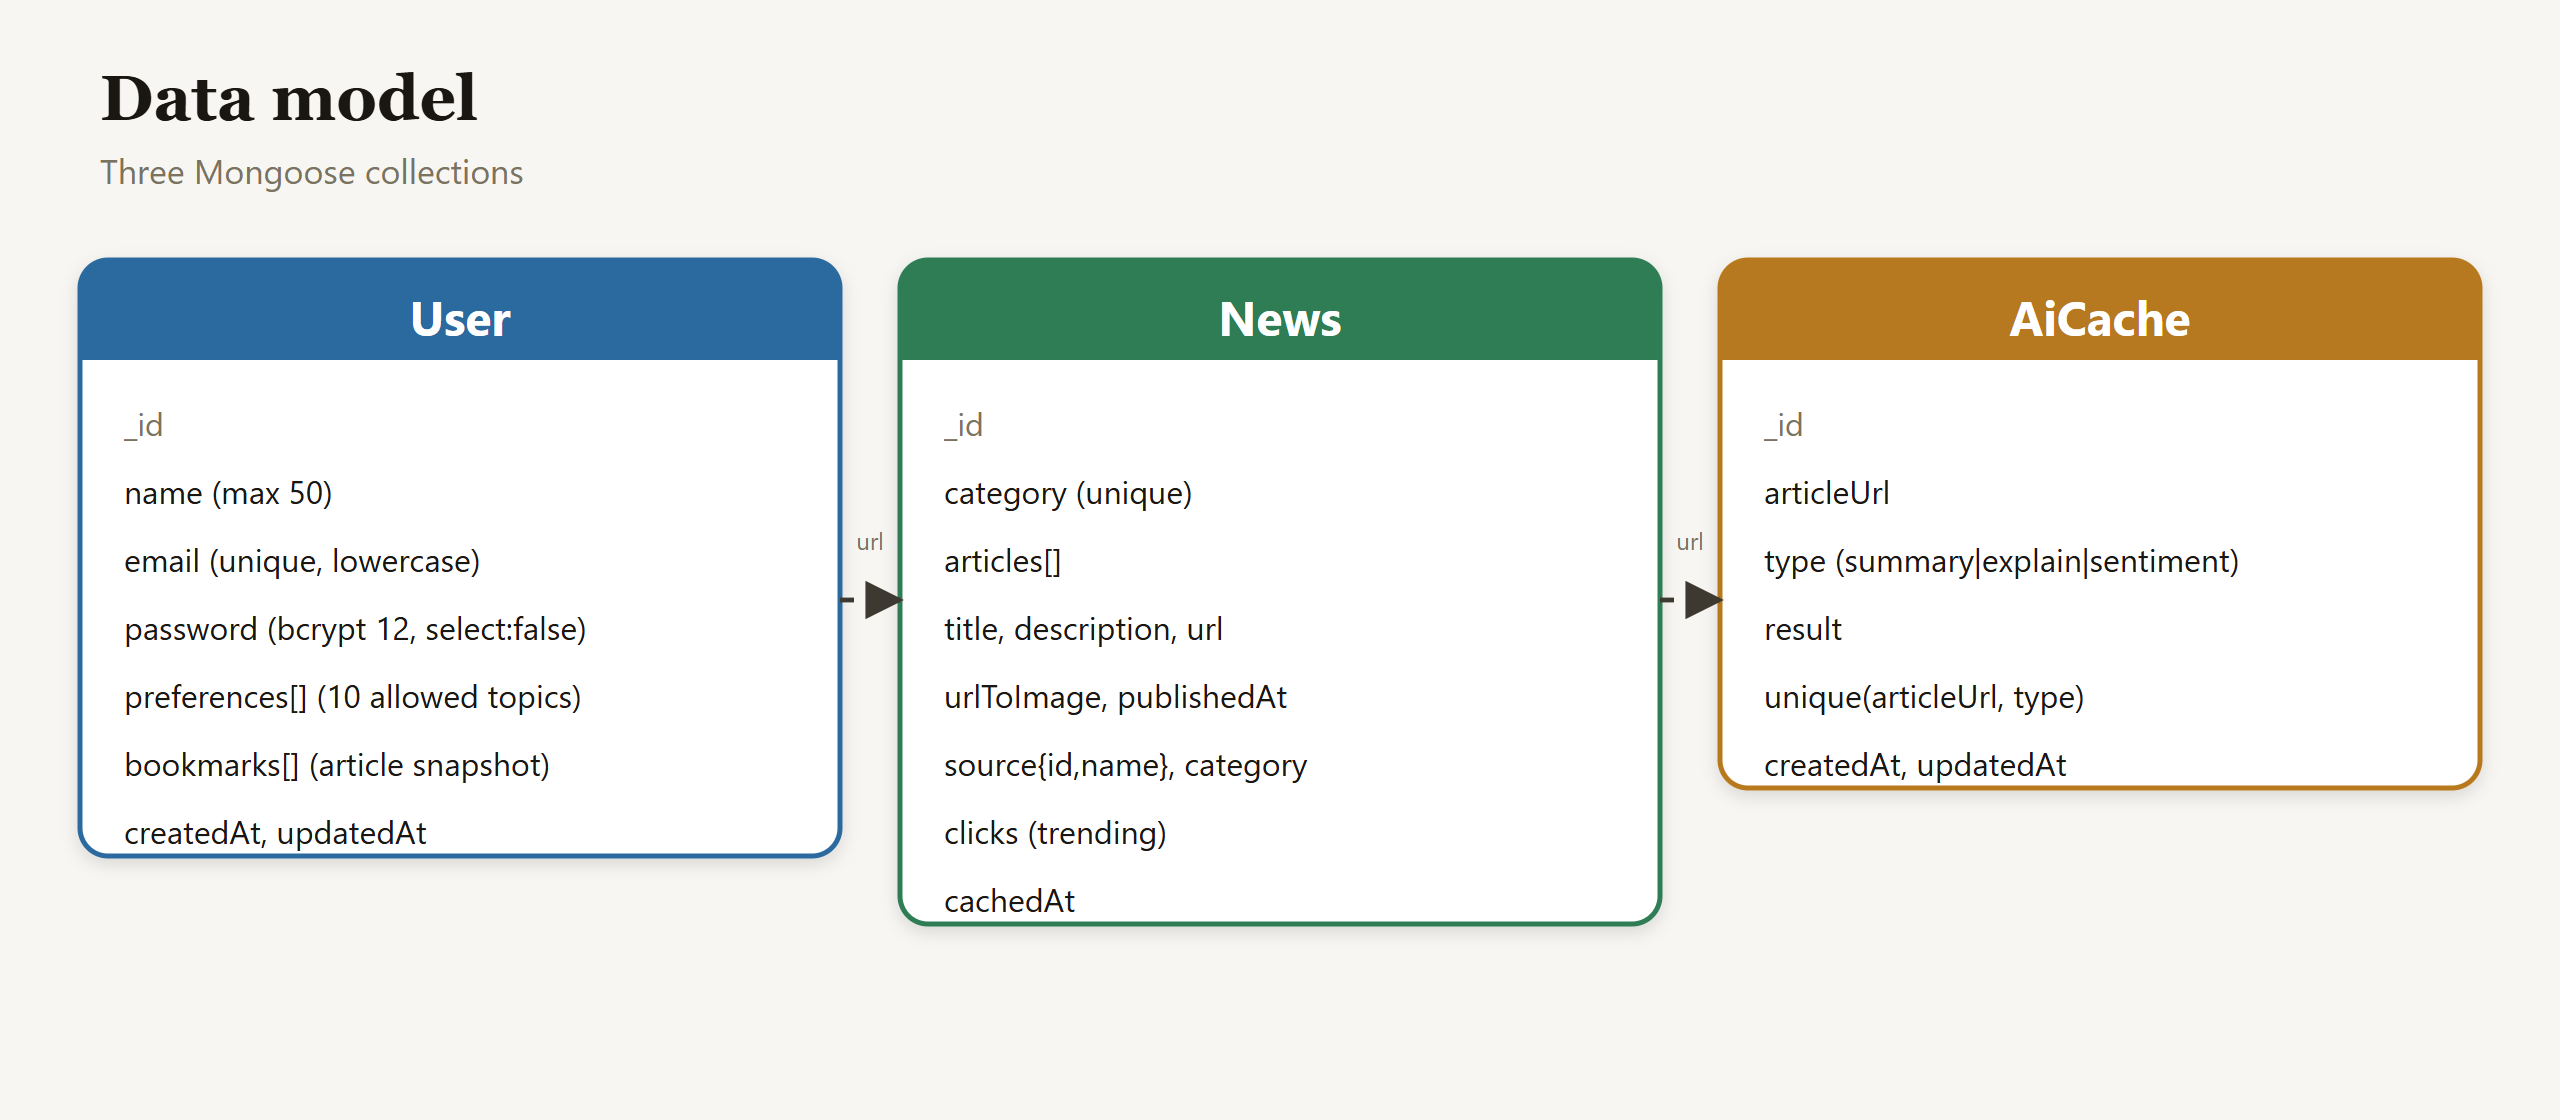 Data model
Three Mongoose collections
User
_id
name (max 50)
email (unique, lowercase)
password (bcrypt 12, select:false)
preferences[] (10 allowed topics)
bookmarks[] (article snapshot)
createdAt, updatedAt
url
News
_id
category (unique)
articles[]
title, description, url
urlToImage, publishedAt
source{id,name}, category
clicks (trending)
cachedAt
url
AiCache
_id
articleUrl
type (summary|explain|sentiment)
result
unique(articleUrl, type)
createdAt, updatedAt